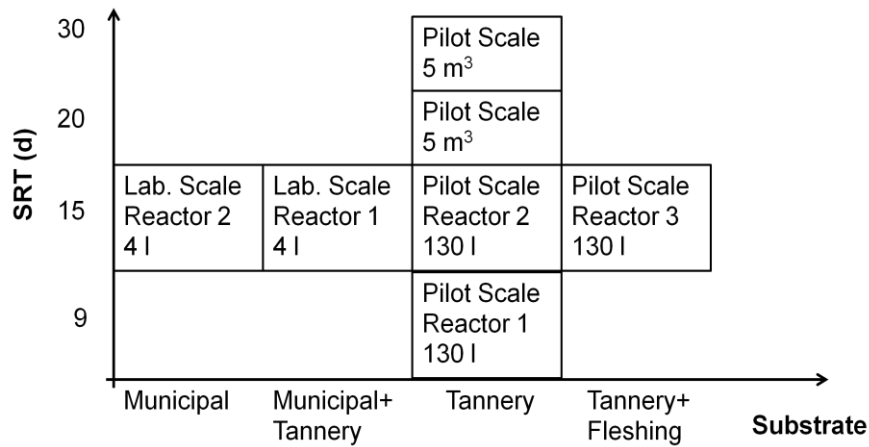 30
Pilot Scale
5 m³
20
Pilot Scale
5 m³
SRT (d)
15
Lab. Scale
Reactor 2
4 l
Lab. Scale
Reactor 1
4 l
Pilot Scale
Reactor 2
130 l
Pilot Scale
Reactor 3
130 l
9
Pilot Scale
Reactor 1
130 l
Municipal
Municipal+
Tannery
Tannery
Tannery+
Fleshing
Substrate